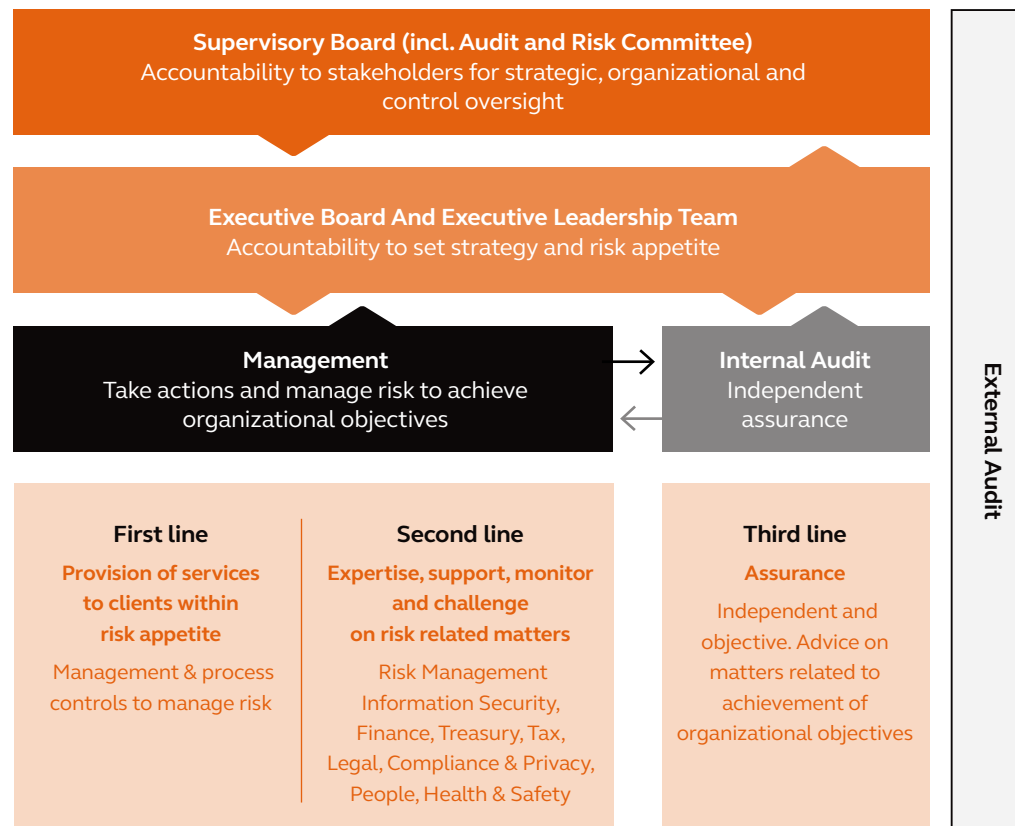 Supervisory Board (incl. Audit and Risk Committee)
Accountability to stakeholders for strategic, organizational and
control oversight
Executive Board And Executive Leadership Team
Accountability to set strategy and risk appetite
Management
Take actions and manage risk to achieve
organizational objectives
Internal Audit
Independent
assurance
First line
Provision of services
to clients within
risk appetite
Management & process
controls to manage risk
Second line
Expertise, support, monitor
and challenge
on risk related matters
Risk Management
Information Security,
Finance, Treasury, Tax,
Legal, Compliance & Privacy,
People, Health & Safety
Third line
Assurance
Independent and
objective. Advice on
matters related to
achievement of
organizational objectives
External Audit